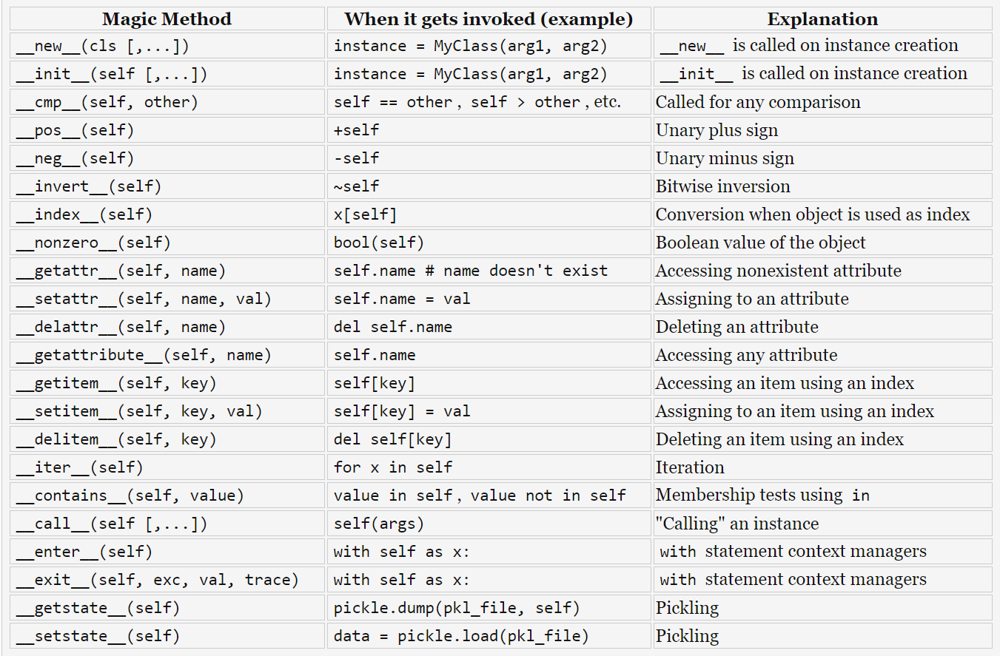 Magic Method When it gets invoked (example) Explanation
__new__(cls [,...]) instance = MyClass(arg1, arg2) __new__ is called on instance creation
__init__(self [,...]) instance = MyClass(arg1, arg2) __init__ is called on instance creation
__cmp__(self, other) self == other, self > other, etc. Called for any comparison
__pos__(self) +self Unary plus sign
__neg__(self) -self Unary minus sign
__invert__(self) ~self Bitwise inversion
__index__(self) x[self] Conversion when object is used as index
__nonzero__(self) bool(self) Boolean value of the object
__getattr__(self, name) self.name # name doesn't exist Accessing nonexistent attribute
__setattr__(self, name, val) self.name = val Assigning to an attribute
__delattr__(self, name) del self.name Deleting an attribute
__getattribute__(self, name) self.name Accessing any attribute
__getitem__(self, key) self[key] Accessing an item using an index
__setitem__(self, key, val) self[key] = val Assigning to an item using an index
__delitem__(self, key) del self[key] Deleting an item using an index
__iter__(self) for x in self Iteration
__contains__(self, value) value in self, value not in self Membership tests using in
__call__(self [,...]) self(args) "Calling" an instance
__enter__(self) with self as x: with statement context managers
__exit__(self, exc, val, trace) with self as x: with statement context managers
__getstate__(self) pickle.dump(pkl_file, self) Pickling
__setstate__(self) data = pickle.load(pkl_file) Pickling